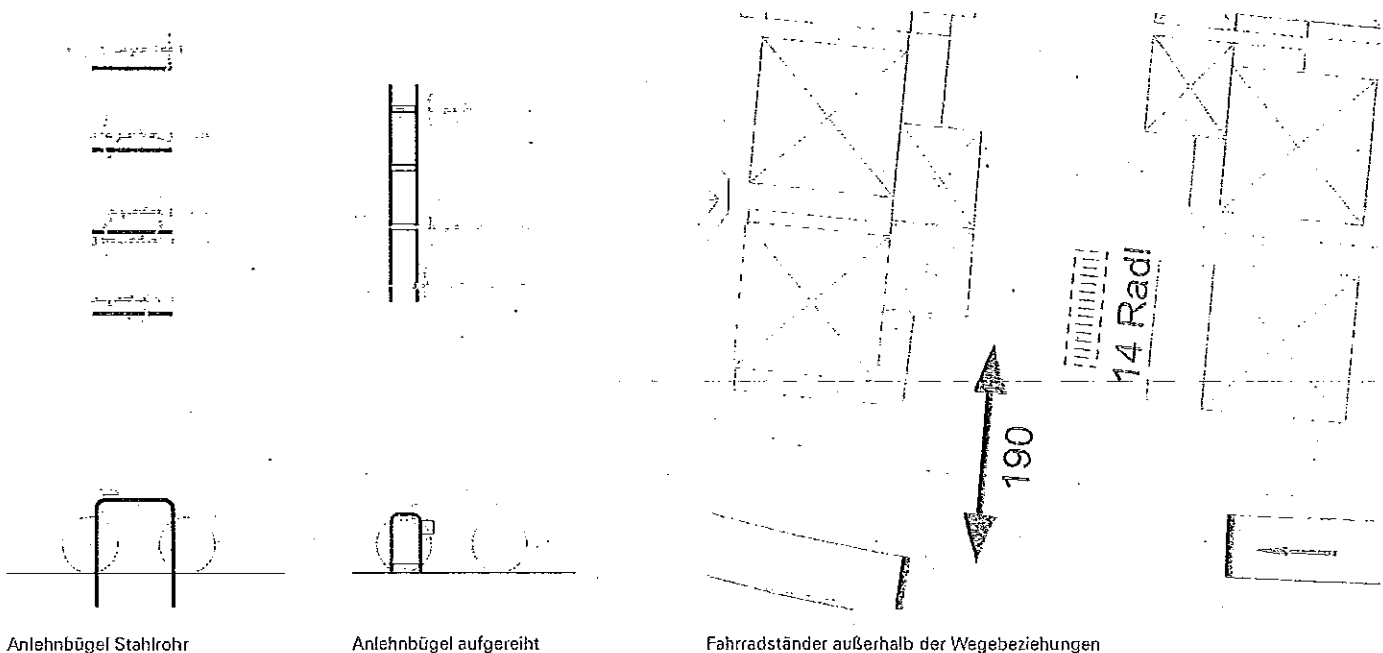 14 Radl
190
Anlehnbügel Stahlrohr
Anlehnbügel aufgereiht
Fahrradständer außerhalb der Wegebeziehungen